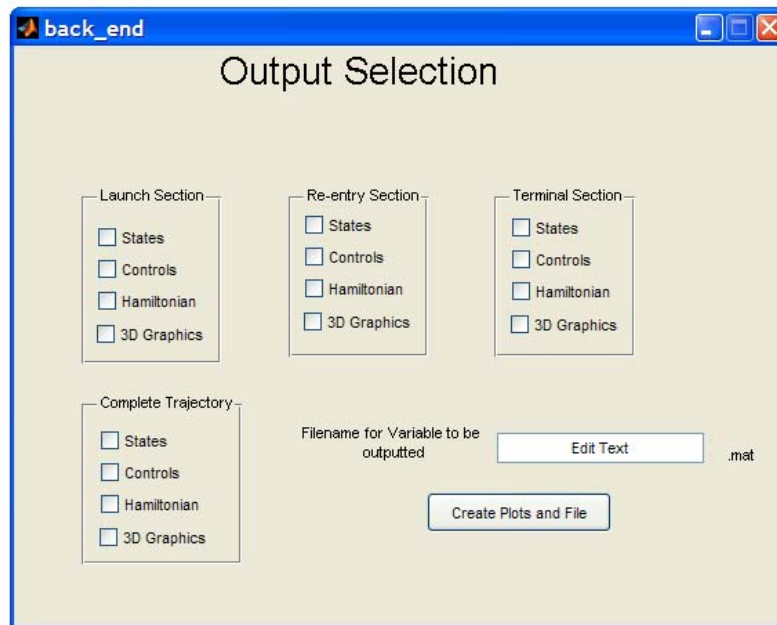 back_end
Output Selection
Launch Section
States
Controls
Hamiltonian
3D Graphics
Re-entry Section
States
Controls
Hamiltonian
3D Graphics
Terminal Section
States
Controls
Hamiltonian
3D Graphics
Complete Trajectory
States
Controls
Hamiltonian
3D Graphics
Filename for Variable to be
outputted
Edit Text
.mat
Create Plots and File